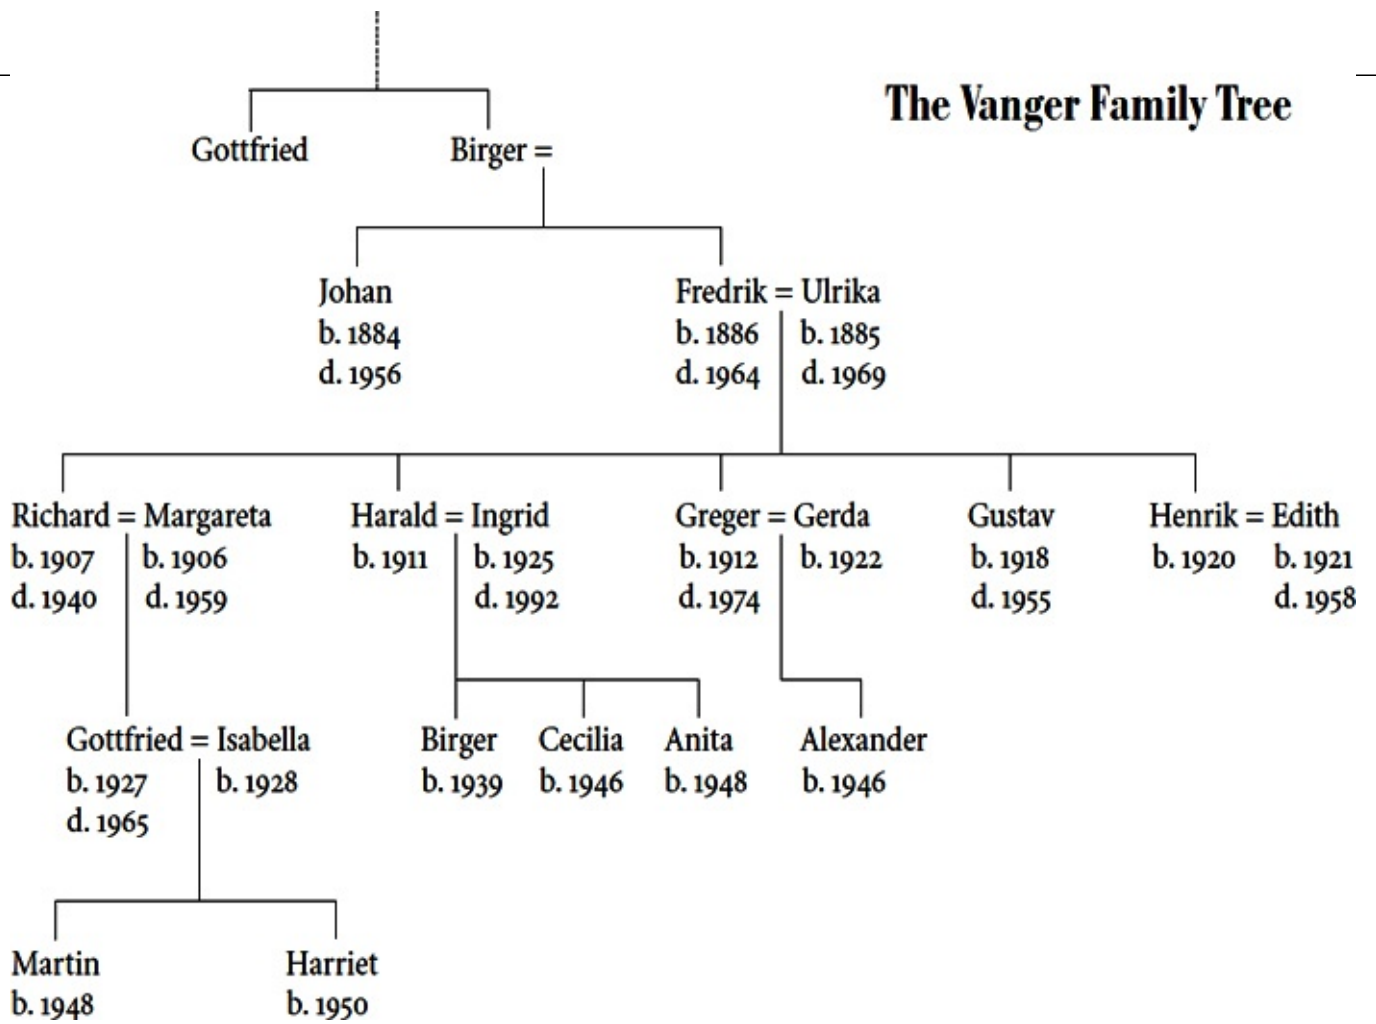 The Vanger Family Tree
Gottfried
Birger =
Johan
b. 1884
d. 1956
Fredrik = Ulrika
b. 1886 b. 1885
d. 1964 d. 1969
Richard = Margareta
b. 1907 b. 1906
d. 1940 d. 1959
Harald = Ingrid
b. 1911 b. 1925
d. 1992
Greger = Gerda
b. 1912 b. 1922
d. 1974
Gustav
b. 1918
d. 1955
Henrik = Edith
b. 1920 b. 1921
d. 1958
Gottfried = Isabella
b. 1927 b. 1928
d. 1965
Birger
b. 1939
Cecilia
b. 1946
Anita
b. 1948
Alexander
b. 1946
Martin
b. 1948
Harriet
b. 1950